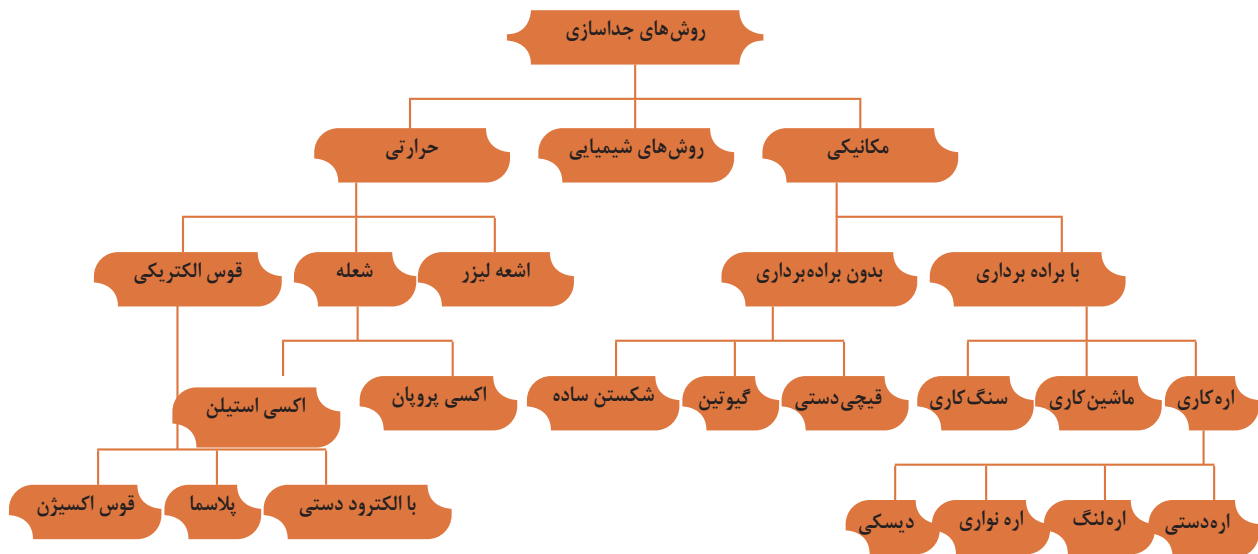 روش‌های جداسازی
مکانیکی
روش‌های شیمیایی
حرارتی
با براده برداری
بدون براده‌برداری
اشعه لیزر
شعله
قوس الکتریکی
اره‌کاری
ماشین‌کاری
سنگ‌کاری
قیچی‌دستی
گیوتین
شکستن ساده
اکسی پروپان
اکسی استیلن
اره‌دستی
اره‌لنگ
اره نواری
دیسکی
با الکترود دستی
پلاسما
قوس اکسیژن